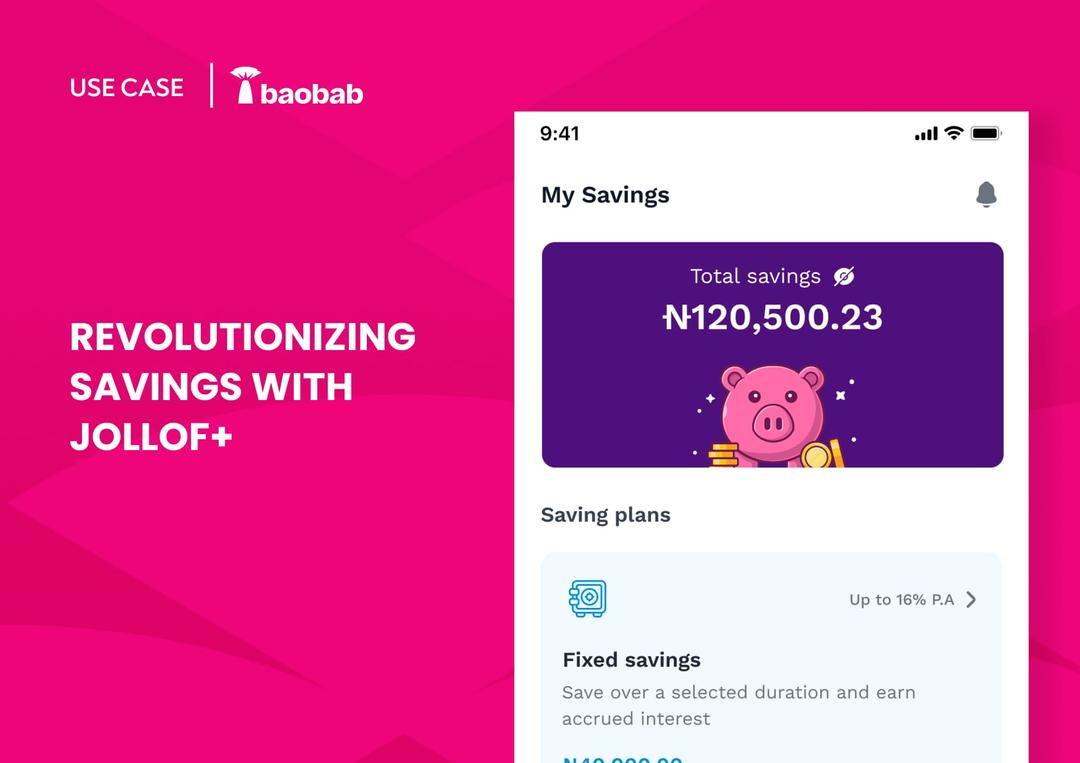 USE CASE
baobab
REVOLUTIONIZING
SAVINGS WITH
JOLLOF+
9:41
My Savings
Total savings
₦120,500.23
Saving plans
Up to 16% P.A
Fixed savings
Save over a selected duration and earn
accrued interest